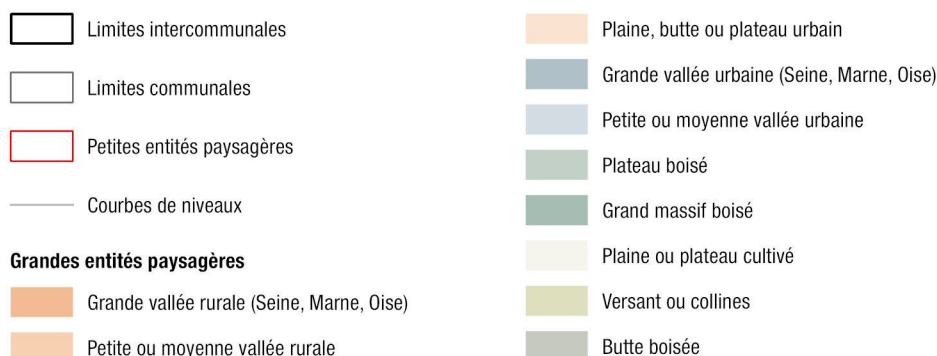 Limites intercommunales
Limites communales
Petites entités paysagères
Courbes de niveaux
Grandes entités paysagères
Grande vallée rurale (Seine, Marne, Oise)
Petite ou moyenne vallée rurale
Plaine, butte ou plateau urbain
Grande vallée urbaine (Seine, Marne, Oise)
Petite ou moyenne vallée urbaine
Plateau boisé
Grand massif boisé
Plaine ou plateau cultivé
Versant ou collines
Butte boisée